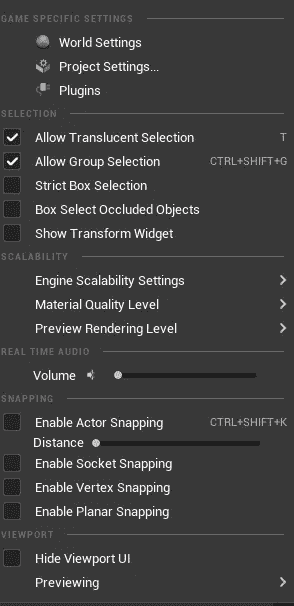 GAME SPECIFIC SETTINGS
World Settings
Project Settings...
Plugins
SELECTION
Allow Translucent Selection T
Allow Group Selection CTRL+SHIFT+G
Strict Box Selection
Box Select Occluded Objects
Show Transform Widget
SCALABILITY
Engine Scalability Settings
Material Quality Level
Preview Rendering Level
REAL TIME AUDIO
Volume
SNAPPING
Enable Actor Snapping CTRL+SHIFT+K
Distance
Enable Socket Snapping
Enable Vertex Snapping
Enable Planar Snapping
VIEWPORT
Hide Viewport UI
Previewing